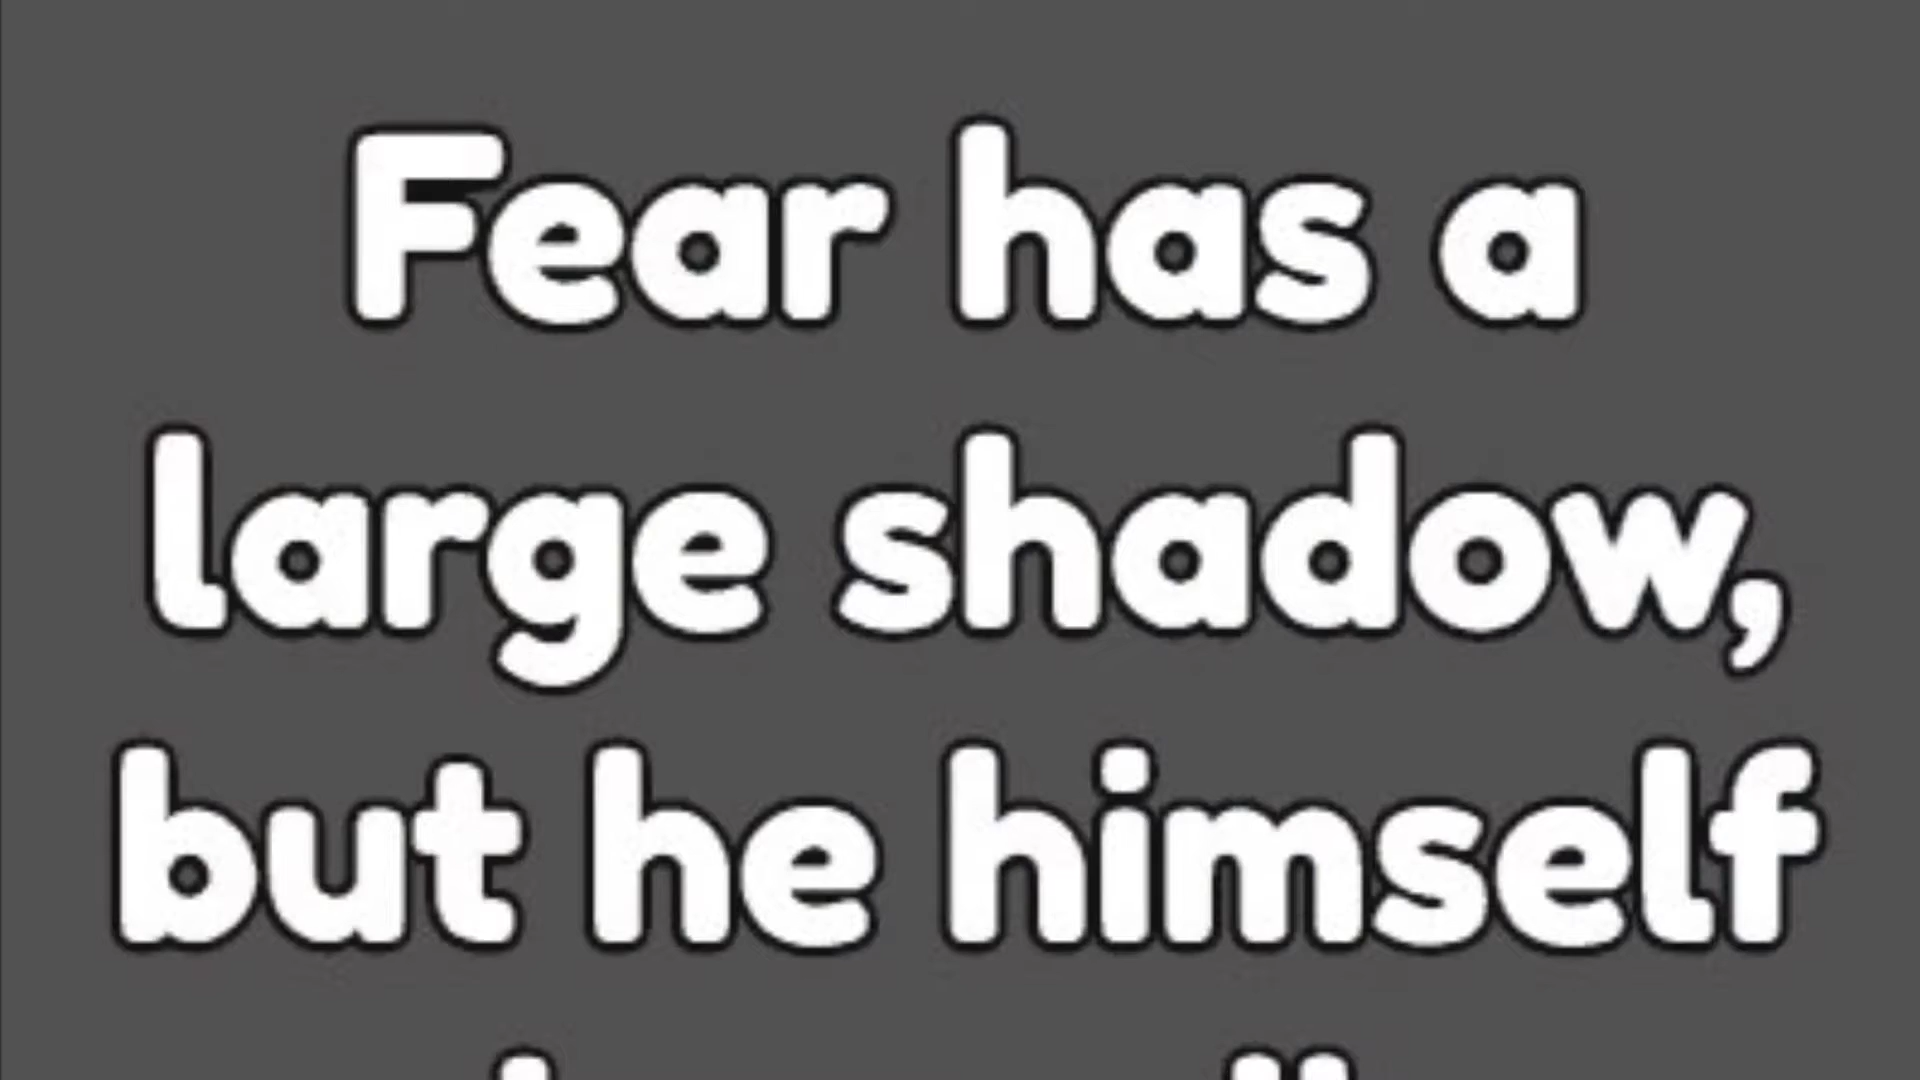 Fear has a
large shadow,
but he himself